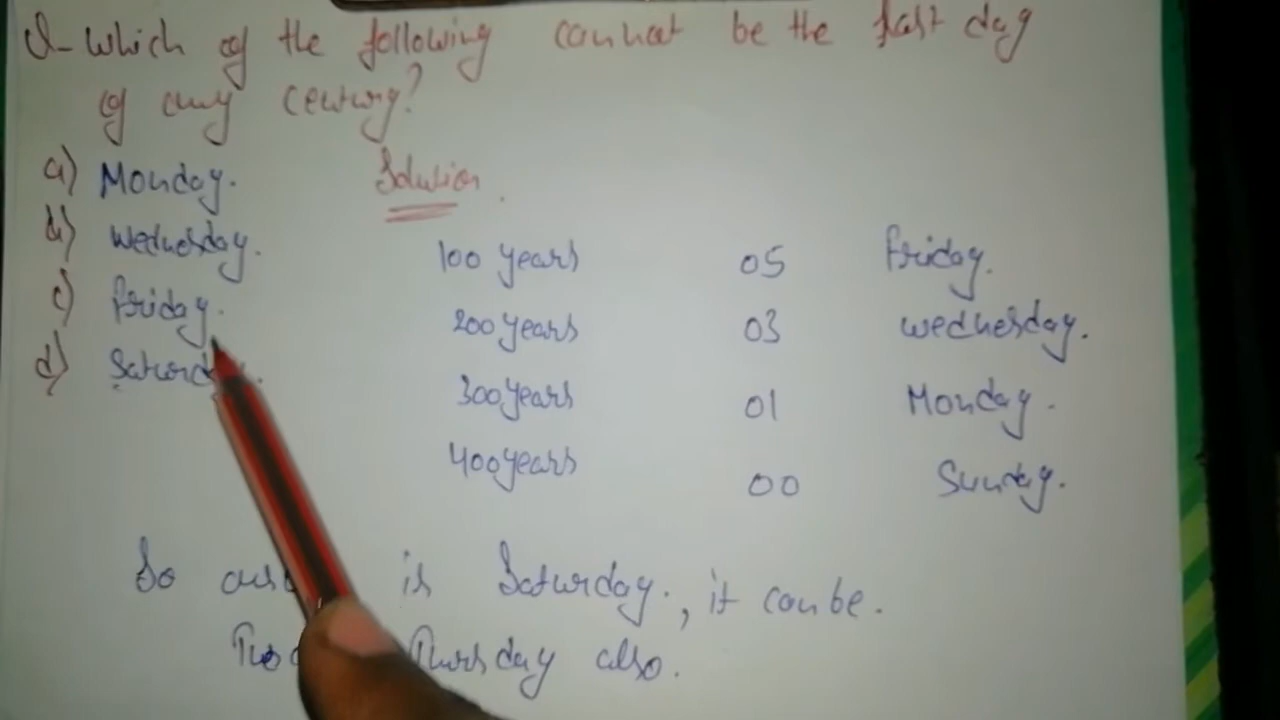 Q- Which of the following cannot be the last day
of any century?
a) Monday.
b) Wednesday.
c) Friday.
d)
Solution
100 years 05 Friday.
200 years 03 Wednesday.
300 years 01 Monday.
400 years 00 Sunday.
So is Saturday., it can be.
Thursday also.